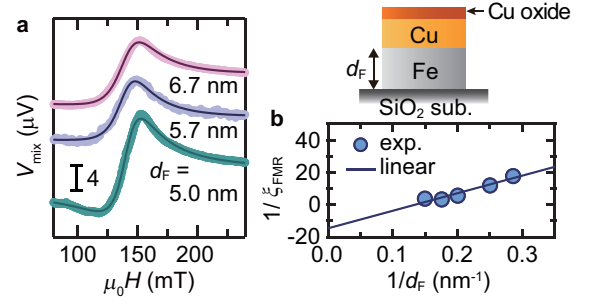 a
V_mix (μV)
6.7 nm
5.7 nm
4
d_F =
5.0 nm
100
150
200
μ₀H (mT)
Cu oxide
Cu
d_F
Fe
SiO₂ sub.
b
1/ ξ_FMR
40
20
0
-20
exp.
linear
0.0
0.1
0.2
0.3
1/d_F (nm⁻¹)